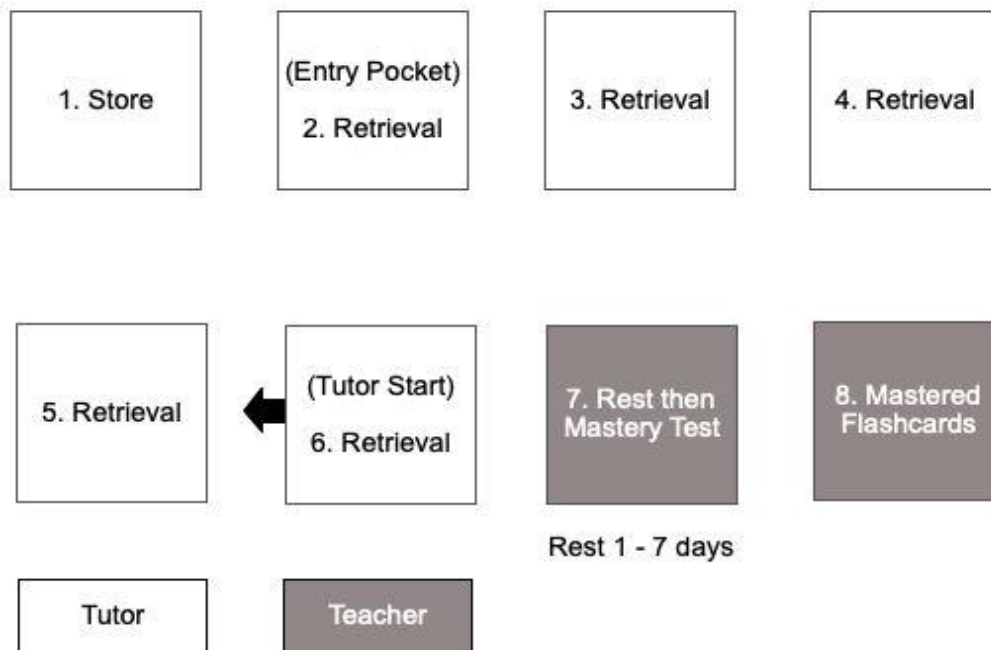 1. Store
(Entry Pocket)
2. Retrieval
3. Retrieval
4. Retrieval
5. Retrieval
(Tutor Start)
6. Retrieval
7. Rest then
Mastery Test
8. Mastered
Flashcards
Rest 1 - 7 days
Tutor
Teacher